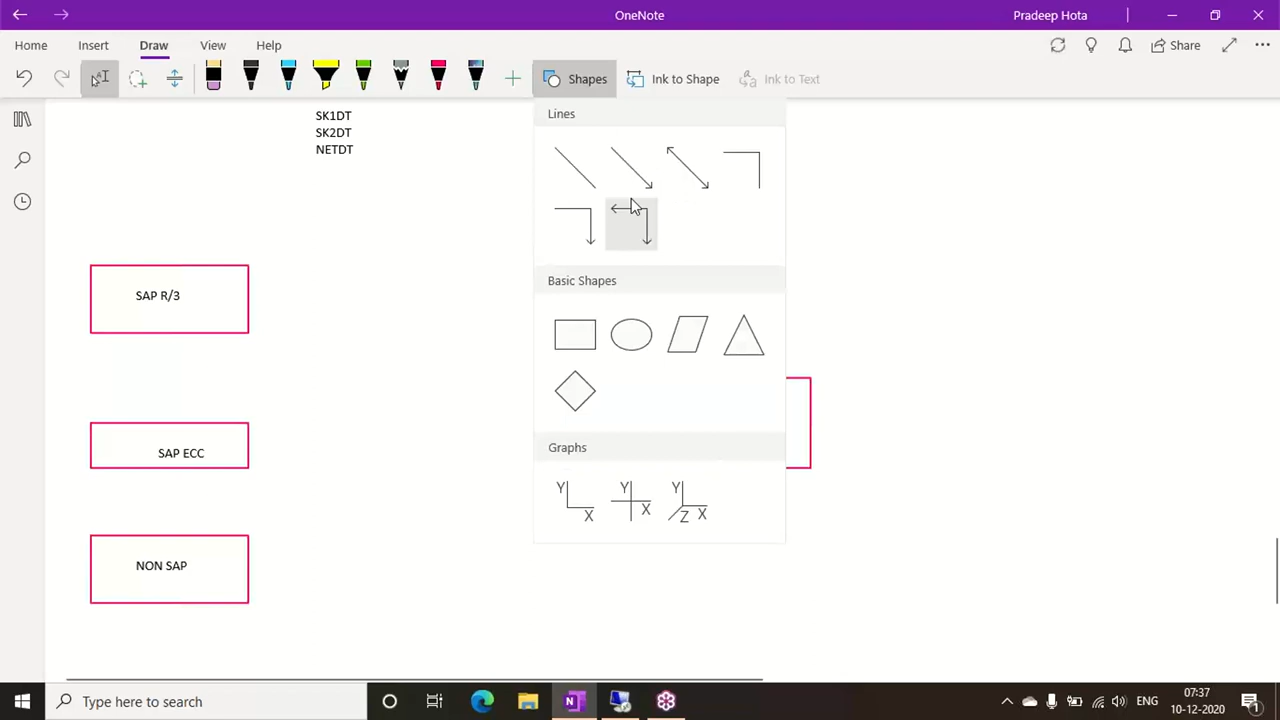 OneNote
Pradeep Hota
Home Insert Draw View Help
Share
Shapes
Ink to Shape
Ink to Text
SK1DT
SK2DT
NETDT
Lines
Basic Shapes
Graphs
Y X
Y X
Y Z X
SAP R/3
SAP ECC
NON SAP
Type here to search
ENG
07:37
10-12-2020
1